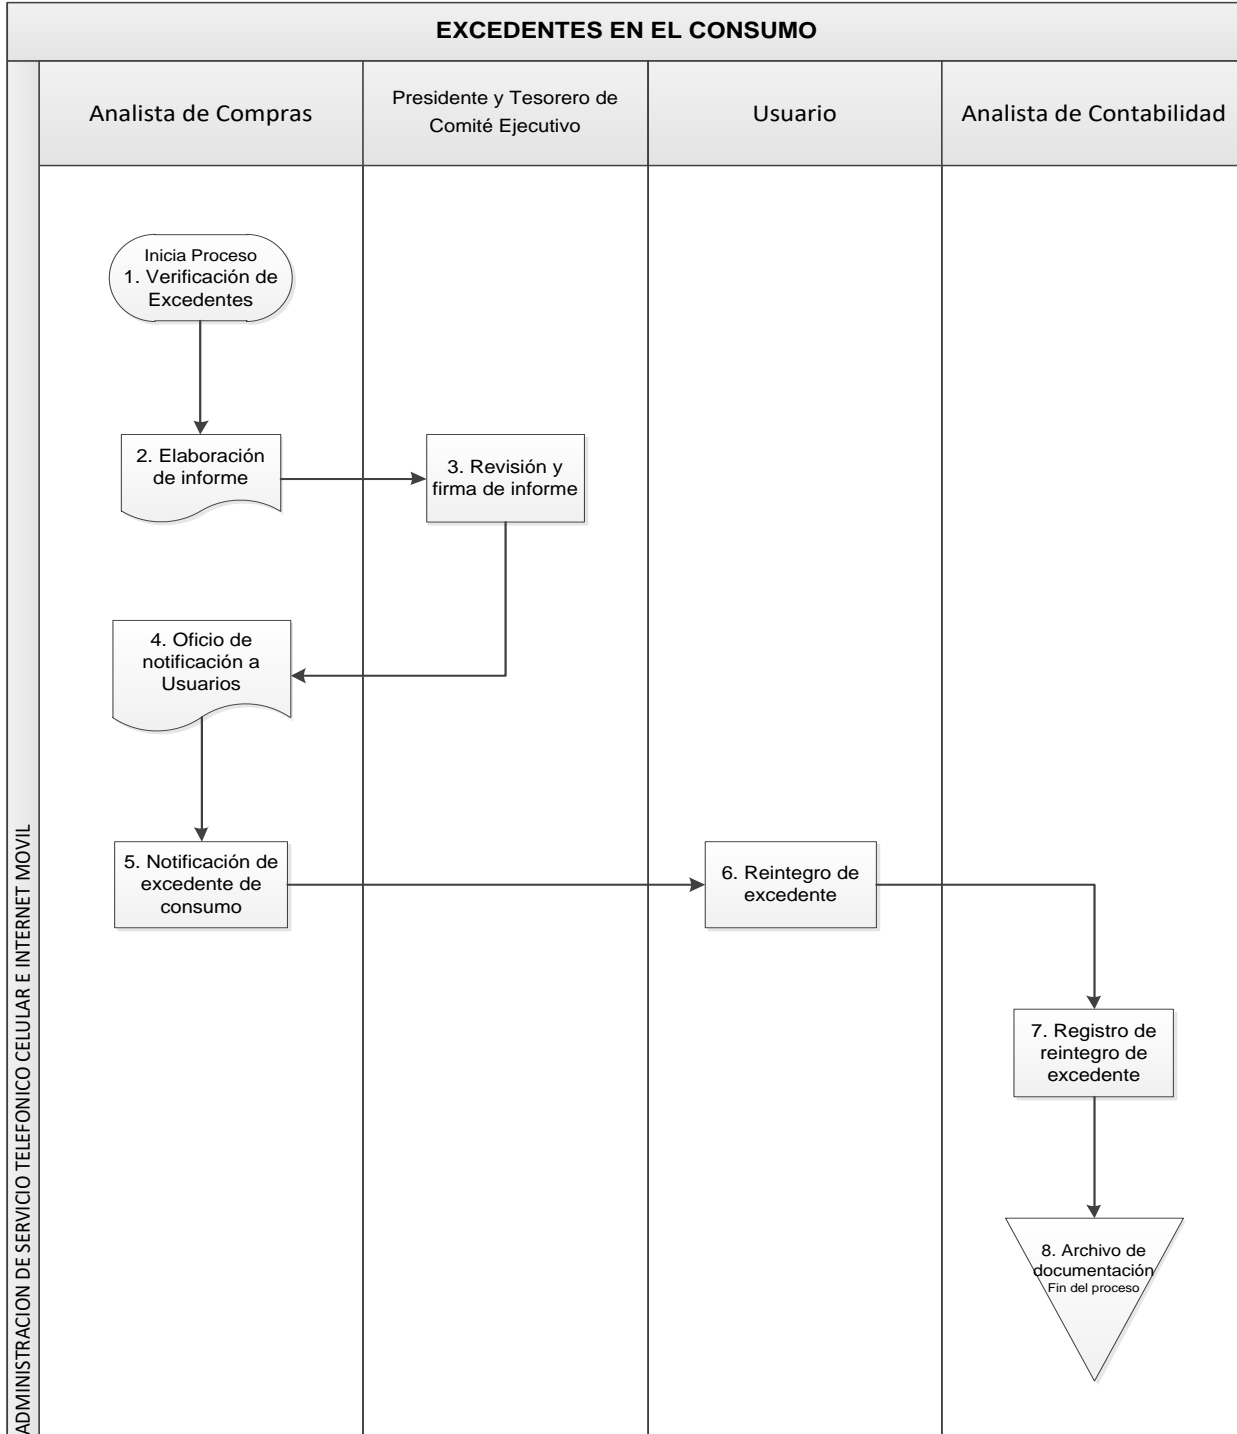 EXCEDENTES EN EL CONSUMO
Analista de Compras
Presidente y Tesorero de
Comité Ejecutivo
Usuario
Analista de Contabilidad
ADMINISTRACION DE SERVICIO TELEFONICO CELULAR E INTERNET MOVIL
Inicia Proceso
1. Verificación de
Excedentes
2. Elaboración
de informe
3. Revisión y
firma de informe
4. Oficio de
notificación a
Usuarios
5. Notificación de
excedente de
consumo
6. Reintegro de
excedente
7. Registro de
reintegro de
excedente
8. Archivo de
documentación
Fin del proceso